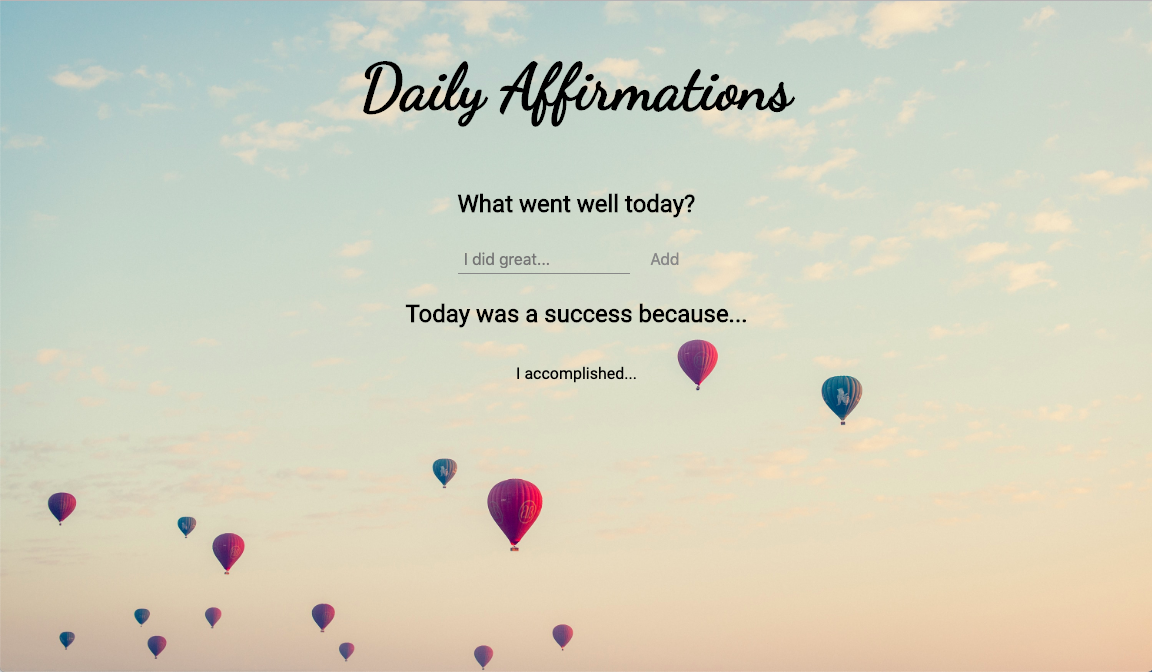 Daily Affirmations
What went well today?
I did great... Add
Today was a success because...
I accomplished...